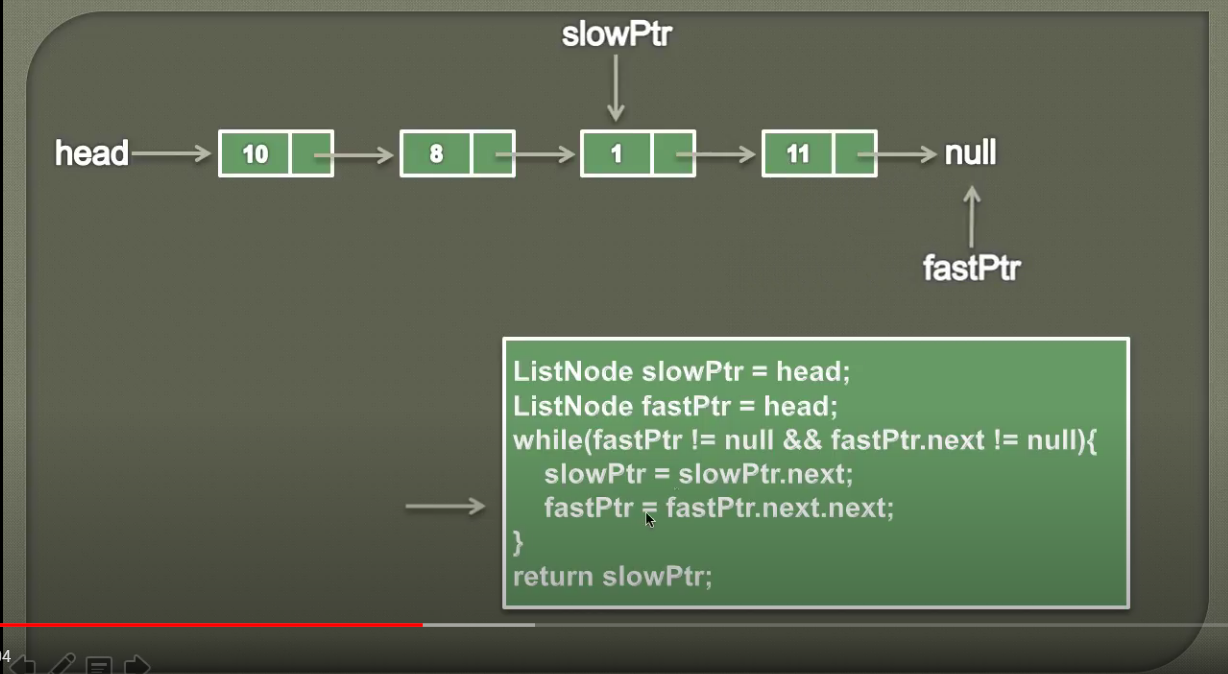 slowPtr
head 10 8 1 11 null
fastPtr
ListNode slowPtr = head;
ListNode fastPtr = head;
while(fastPtr != null && fastPtr.next != null){
slowPtr = slowPtr.next;
fastPtr = fastPtr.next.next;
}
return slowPtr;